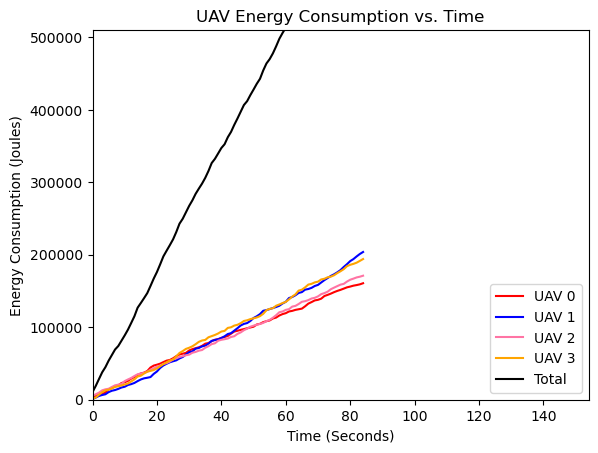 UAV Energy Consumption vs. Time
Energy Consumption (Joules)
500000
400000
300000
200000
100000
0
0 20 40 60 80 100 120 140
Time (Seconds)
UAV 0
UAV 1
UAV 2
UAV 3
Total